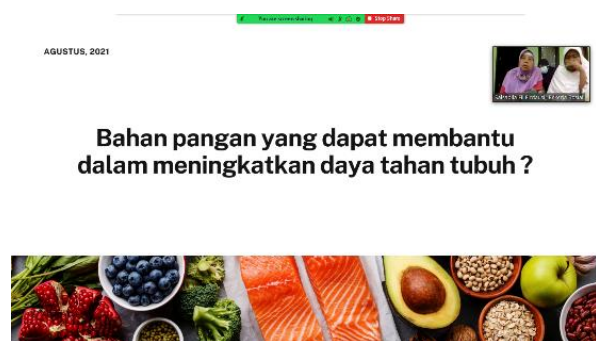 Stop Share
AGUSTUS, 2021
Bahan pangan yang dapat membantu
dalam meningkatkan daya tahan tubuh ?